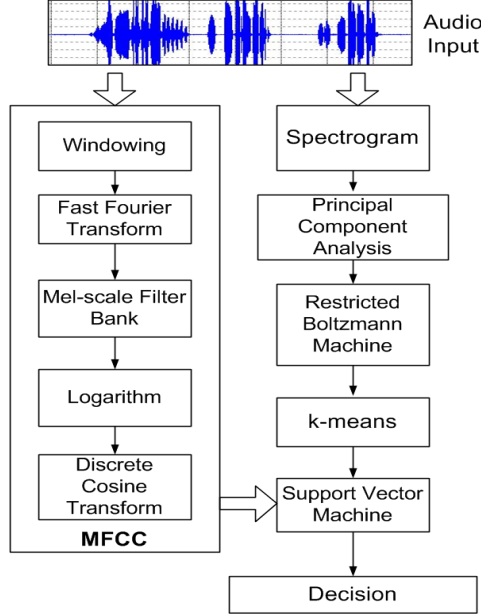 Audio
Input
Windowing
Fast Fourier
Transform
Mel-scale Filter
Bank
Logarithm
Discrete
Cosine
Transform
MFCC
Spectrogram
Principal
Component
Analysis
Restricted
Boltzmann
Machine
k-means
Support Vector
Machine
Decision